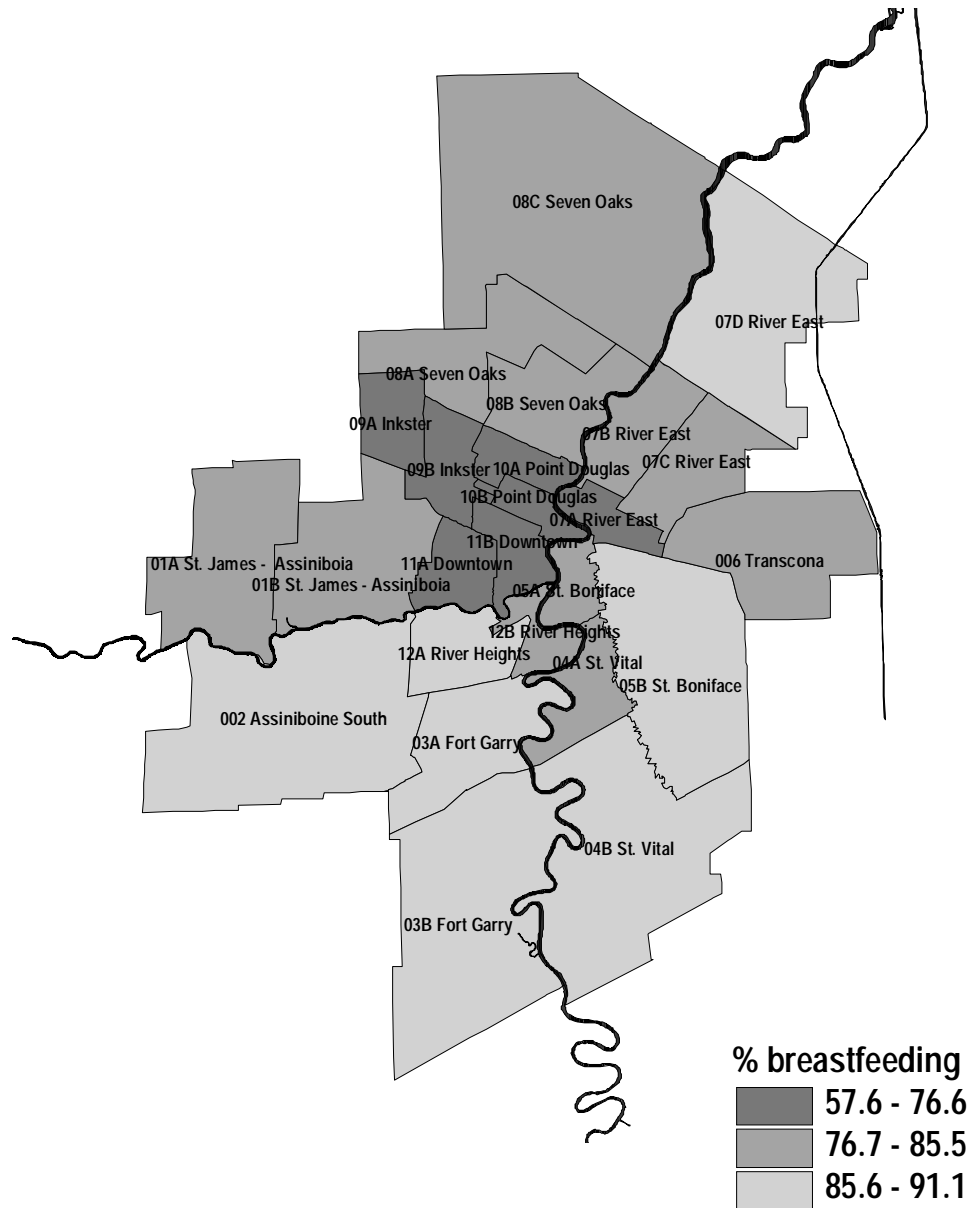 08C Seven Oaks
07D River East
08A Seven Oaks
08B Seven Oaks
09A Inkster
07B River East
07C River East
09B Inkster
10A Point Douglas
10B Point Douglas
07A River East
11B Downtown
01A St. James - Assiniboia
11A Downtown
006 Transcona
01B St. James - Assiniboia
05A St. Boniface
12B River Heights
12A River Heights
04A St. Vital
05B St. Boniface
002 Assiniboine South
03A Fort Garry
04B St. Vital
03B Fort Garry
% breastfeeding
57.6 - 76.6
76.7 - 85.5
85.6 - 91.1